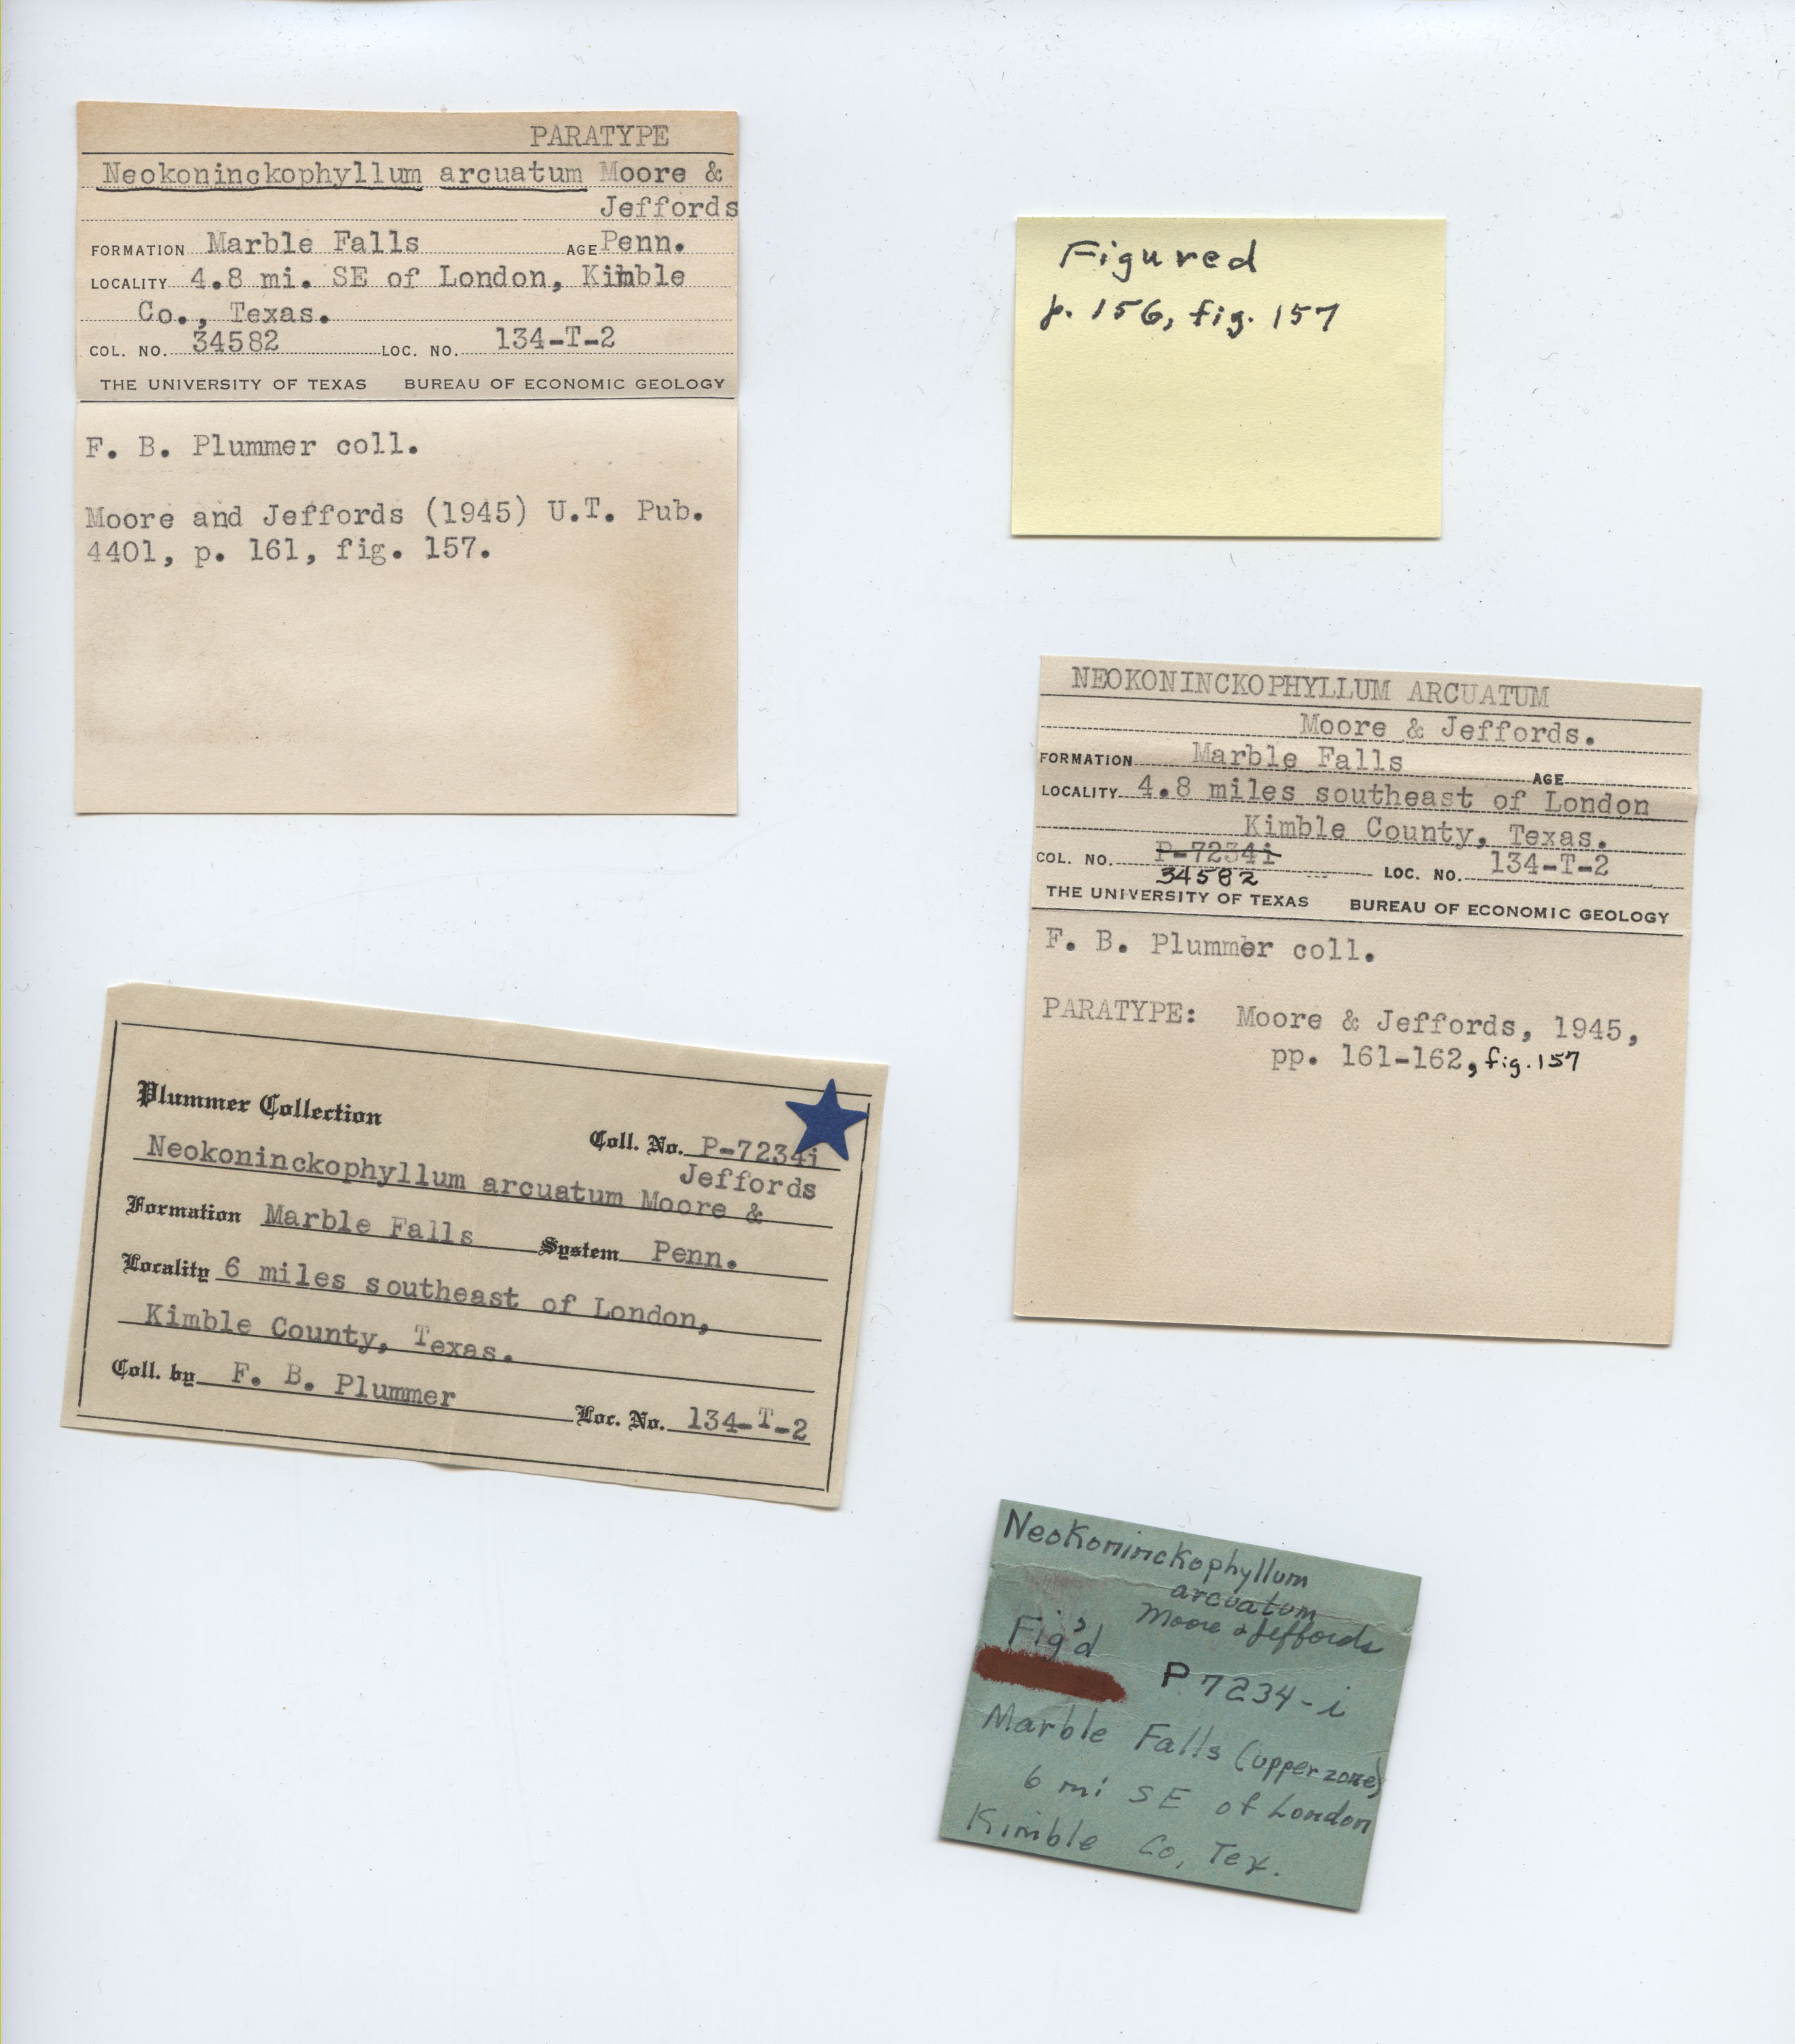 PARATYPE
Neokoninckophyllum arcuatum Moore &
Jeffords
FORMATION Marble Falls AGE Penn.
LOCALITY 4.8 mi. SE of London, Kimble
Co., Texas.
COL. NO. 34582 LOC. NO. 134-T-2
THE UNIVERSITY OF TEXAS BUREAU OF ECONOMIC GEOLOGY
F. B. Plummer coll.
Moore and Jeffords (1945) U.T. Pub.
4401, p. 161, fig. 157.
Figured
p. 156, fig. 157
NEOKONINCKOPHYLLUM ARCUATUM
Moore & Jeffords.
FORMATION Marble Falls AGE
LOCALITY 4.8 miles southeast of London
Kimble County, Texas.
COL. NO. P-7234i LOC. NO. 134-T-2
34582
THE UNIVERSITY OF TEXAS BUREAU OF ECONOMIC GEOLOGY
F. B. Plummer coll.
PARATYPE: Moore & Jeffords, 1945,
pp. 161-162, fig. 157
Plummer Collection
Coll. No. P-7234i
Jeffords
Neokoninckophyllum arcuatum Moore &
Formation Marble Falls System Penn.
Locality 6 miles southeast of London,
Kimble County, Texas.
Coll. by F. B. Plummer Loc. No. 134-T-2
Neokoninckophyllum
arcuatum
Moore & Jeffords
Fig'd
P 7234-i
Marble Falls (upper zone)
6 mi SE of London
Kimble Co, Tex.